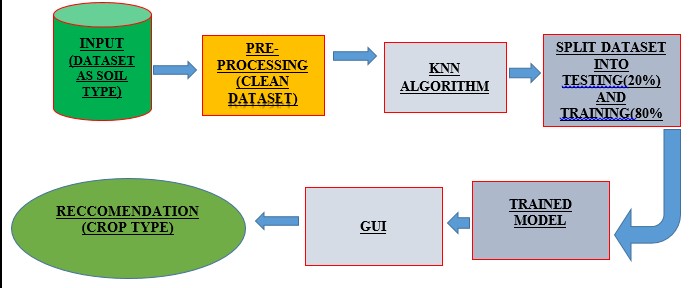 INPUT
(DATASET
AS SOIL
TYPE)
PRE-
PROCESSING
(CLEAN
DATASET)
KNN
ALGORITHM
SPLIT DATASET
INTO
TESTING(20%)
AND
TRAINING(80%
TRAINED
MODEL
GUI
RECCOMENDATION
(CROP TYPE)